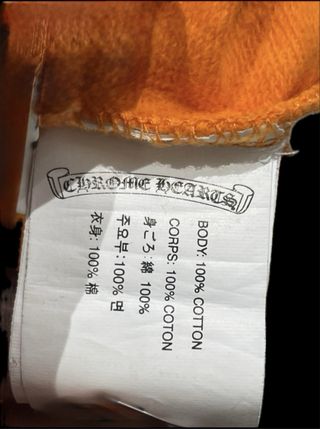 CHROME HEARTS
BODY: 100% COTTON
CORPS: 100% COTON
身ごろ: 綿 100%
주요부: 100% 면
衣身: 100% 棉